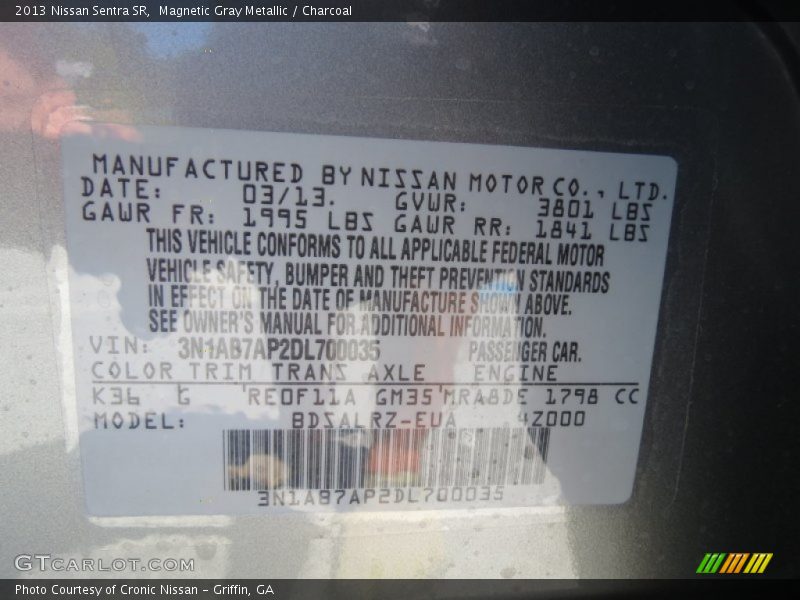 2013 Nissan Sentra SR,  Magnetic Gray Metallic / Charcoal
MANUFACTURED BY NISSAN MOTOR CO., LTD.
DATE: 03/13. GVWR: 3801 LBS
GAWR FR: 1995 LBS GAWR RR: 1841 LBS
THIS VEHICLE CONFORMS TO ALL APPLICABLE FEDERAL MOTOR
VEHICLE SAFETY, BUMPER AND THEFT PREVENTION STANDARDS
IN EFFECT ON THE DATE OF MANUFACTURE SHOWN ABOVE.
SEE OWNER'S MANUAL FOR ADDITIONAL INFORMATION.
VIN: 3N1AB7AP2DL700035 PASSENGER CAR.
COLOR TRIM TRANS AXLE ENGINE
K36 G RE0F11A GM35 MRA8DE 1798 CC
MODEL: BDSALRZ-EUA 4Z000
3N1AB7AP2DL700035
GTCARLOT.COM
Photo Courtesy of Cronic Nissan – Griffin, GA